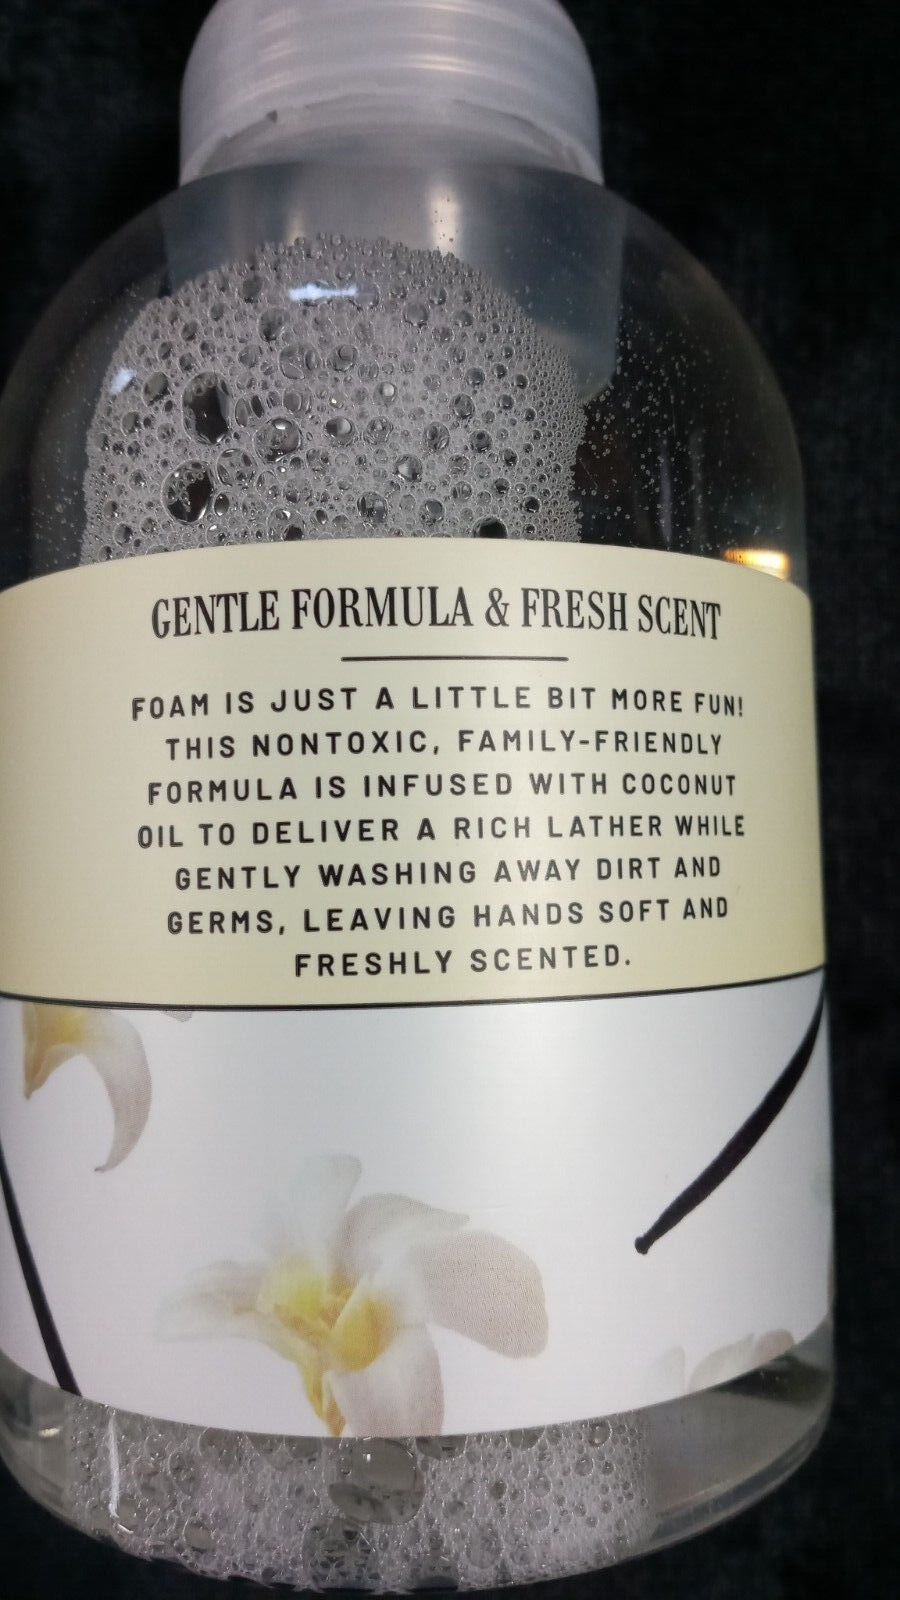 GENTLE FORMULA & FRESH SCENT
FOAM IS JUST A LITTLE BIT MORE FUN!
THIS NONTOXIC, FAMILY-FRIENDLY
FORMULA IS INFUSED WITH COCONUT
OIL TO DELIVER A RICH LATHER WHILE
GENTLY WASHING AWAY DIRT AND
GERMS, LEAVING HANDS SOFT AND
FRESHLY SCENTED.